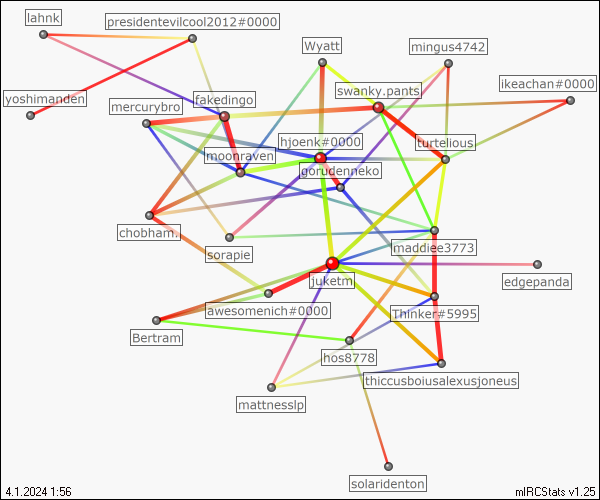 lahnk
presidentevilcool2012#0000
Wyatt
mingus4742
ikeachan#0000
swanky.pants
yoshimanden
fakedingo
mercurybro
hjoenk#0000
turtelious
moonraven
gorudenneko
chobham.
sorapie
maddiee3773
edgepanda
juketm
awesomenich#0000
Thinker#5995
Bertram
hos8778
thiccusboiusalexusjoneus
mattnesslp
solaridenton
4.1.2024 1:56
mIRCStats v1.25